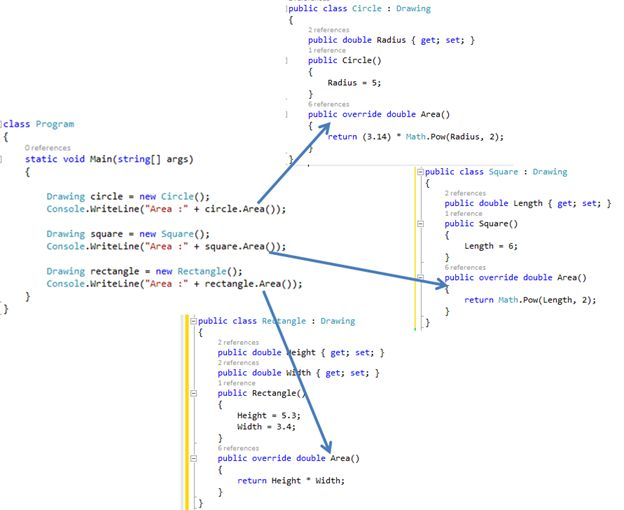 class Program
{
0 references
static void Main(string[] args)
{
Drawing circle = new Circle();
Console.WriteLine("Area :" + circle.Area());
Drawing square = new Square();
Console.WriteLine("Area :" + square.Area());
Drawing rectangle = new Rectangle();
Console.WriteLine("Area :" + rectangle.Area());
}
}
public class Circle : Drawing
{
2 references
public double Radius { get; set; }
1 reference
public Circle()
{
Radius = 5;
}
6 references
public override double Area()
{
return (3.14) * Math.Pow(Radius, 2);
}
}
public class Square : Drawing
{
2 references
public double Length { get; set; }
1 reference
public Square()
{
Length = 6;
}
6 references
public override double Area()
{
return Math.Pow(Length, 2);
}
}
public class Rectangle : Drawing
{
2 references
public double Height { get; set; }
2 references
public double Width { get; set; }
1 reference
public Rectangle()
{
Height = 5.3;
Width = 3.4;
}
6 references
public override double Area()
{
return Height * Width;
}
}